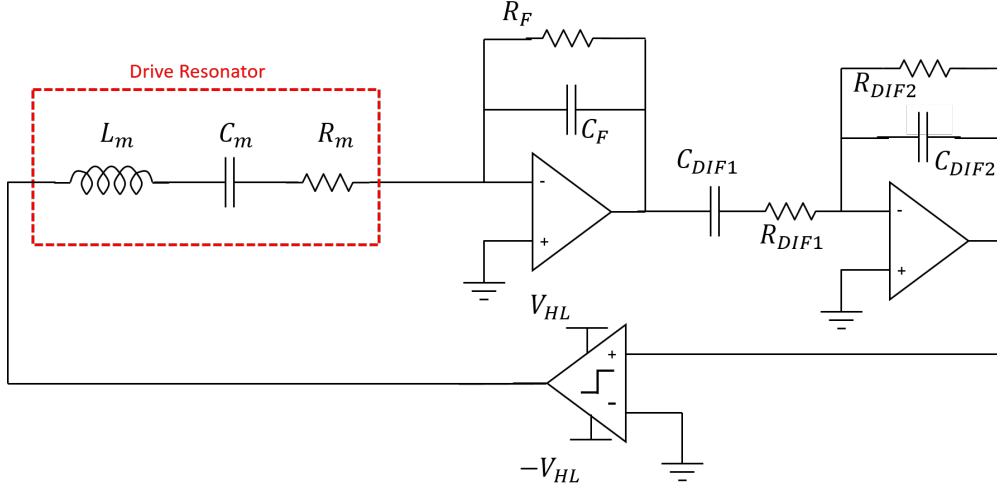 R_F
Drive Resonator
R_DIF2
L_m C_m R_m
C_F
C_DIF1
C_DIF2
-
-
R_DIF1
+
+
V_HL
+
-
−V_HL